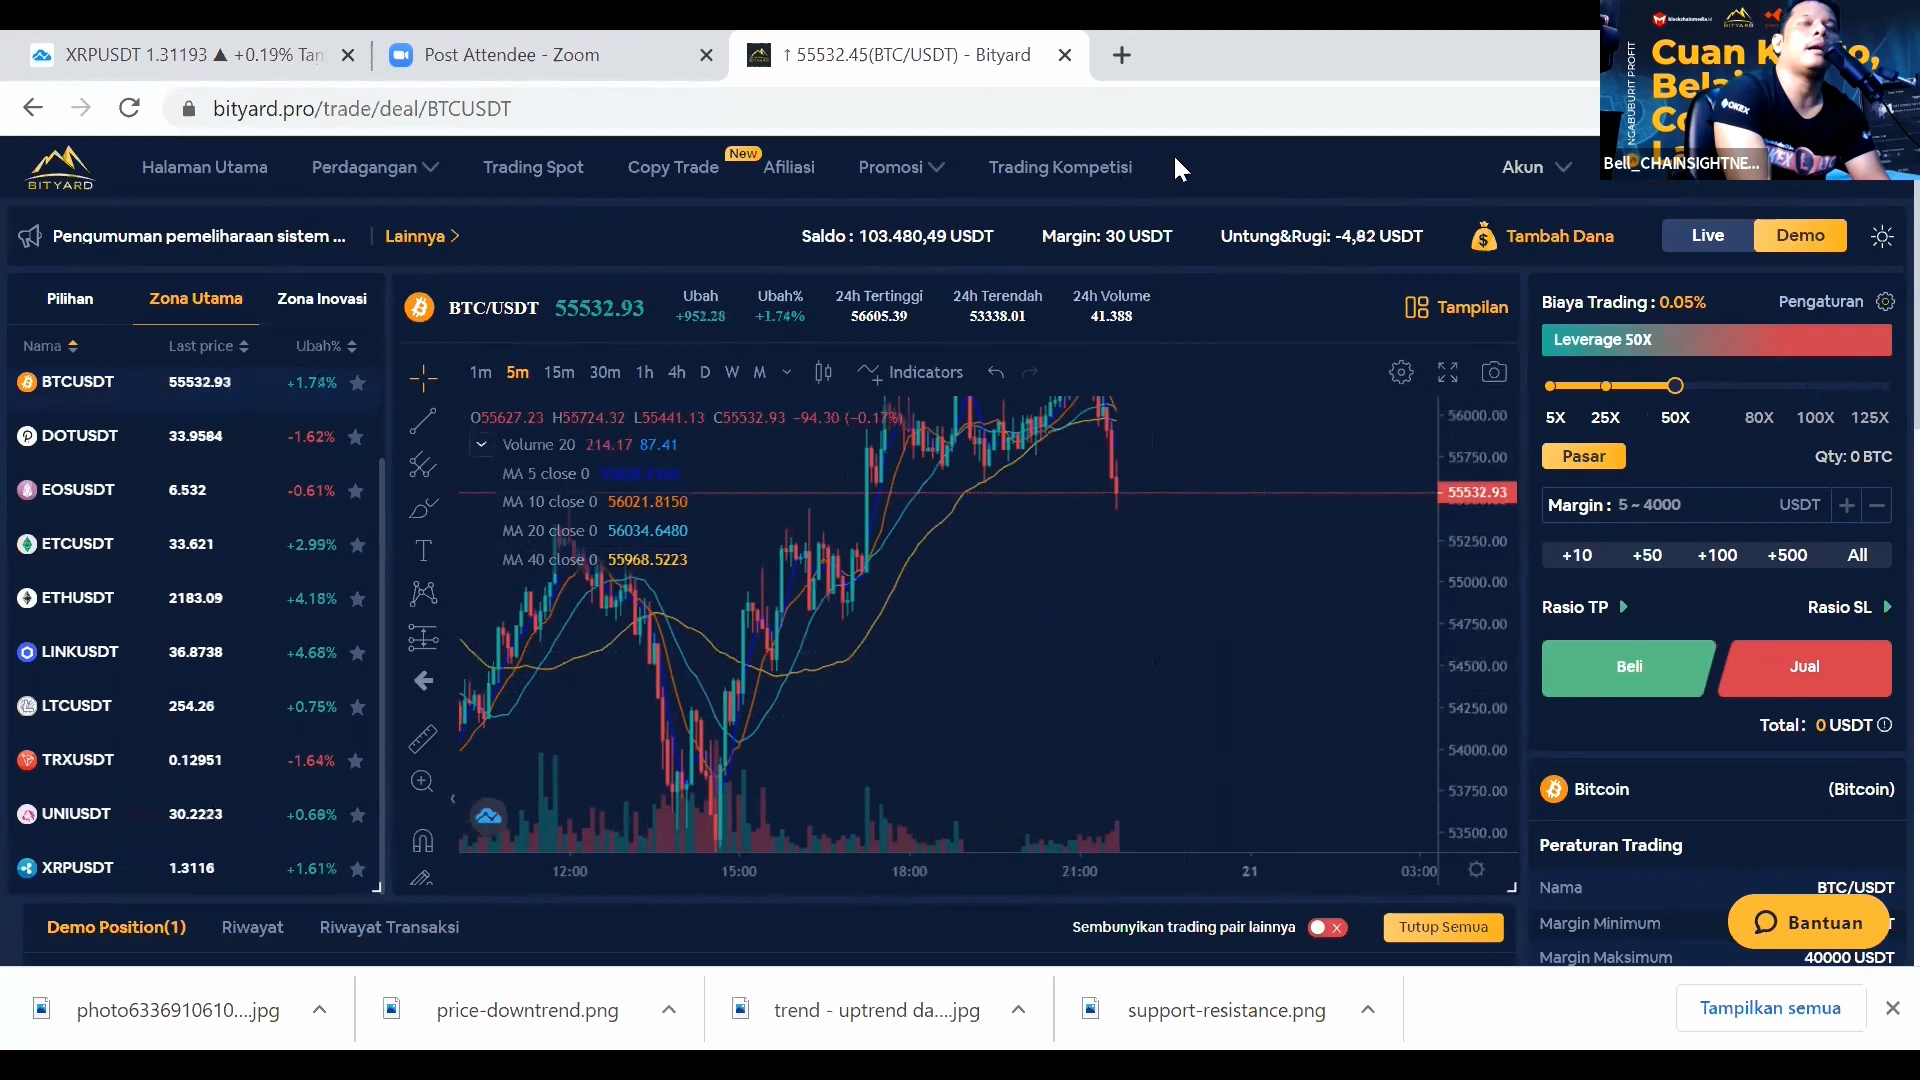 XRPUSDT 1.31193 ▲ +0.19% Tan
Post Attendee - Zoom
↑ 55532.45(BTC/USDT) - Bityard
bityard.pro/trade/deal/BTCUSDT
blockchainmedia.id
BITYARD
NGABUBURIT PROFIT
OKEX
Bell_CHAINSIGHTNE...
BITYARD
Halaman Utama
Perdagangan
Trading Spot
Copy Trade
New
Afiliasi
Promosi
Trading Kompetisi
Akun
Pengumuman pemeliharaan sistem ...
Lainnya >
Saldo : 103.480,49 USDT
Margin: 30 USDT
Untung&Rugi: -4,82 USDT
Tambah Dana
Live
Demo
Pilihan
Zona Utama
Zona Inovasi
Nama
Last price
Ubah%
BTCUSDT 55532.93 +1.74%
DOTUSDT 33.9584 -1.62%
EOSUSDT 6.532 -0.61%
ETCUSDT 33.621 +2.99%
ETHUSDT 2183.09 +4.18%
LINKUSDT 36.8738 +4.68%
LTCUSDT 254.26 +0.75%
TRXUSDT 0.12951 -1.64%
UNIUSDT 30.2223 +0.68%
XRPUSDT 1.3116 +1.61%
BTC/USDT 55532.93
Ubah
+952.28
Ubah%
+1.74%
24h Tertinggi
56605.39
24h Terendah
53338.01
24h Volume
41.388
Tampilan
1m 5m 15m 30m 1h 4h D W M
Indicators
O55627.23 H55724.32 L55441.13 C55532.93 −94.30 (−0.17%)
Volume 20 214.17 87.41
MA 5 close 0
MA 10 close 0 56021.8150
MA 20 close 0 56034.6480
MA 40 close 0 55968.5223
56000.00
55750.00
55532.93
55250.00
55000.00
54750.00
54500.00
54250.00
54000.00
53750.00
53500.00
12:00 15:00 18:00 21:00 21 03:00
Biaya Trading : 0.05%
Pengaturan
Leverage 50X
5X 25X 50X 80X 100X 125X
Pasar
Qty: 0 BTC
Margin : 5 ~ 4000 USDT + −
+10 +50 +100 +500 All
Rasio TP
Rasio SL
Beli
Jual
Total: 0 USDT
Bitcoin
(Bitcoin)
Peraturan Trading
Nama BTC/USDT
Margin Minimum
Margin Maksimum 40000 USDT
Bantuan
Demo Position(1)
Riwayat
Riwayat Transaksi
Sembunyikan trading pair lainnya
Tutup Semua
photo6336910610....jpg
price-downtrend.png
trend - uptrend da....jpg
support-resistance.png
Tampilkan semua